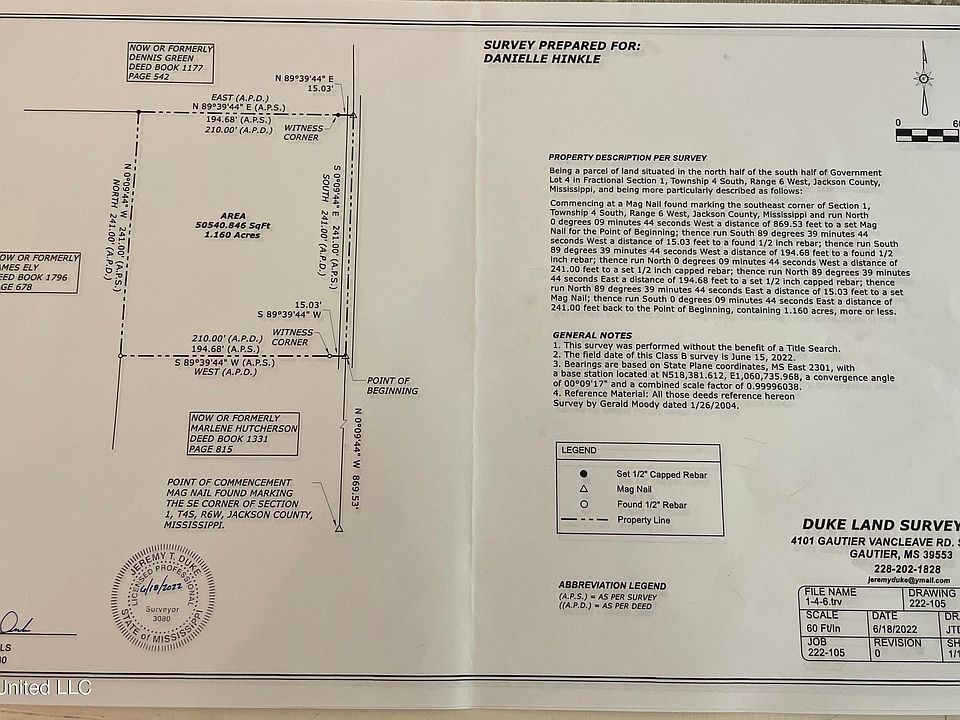 NOW OR FORMERLY
DENNIS GREEN
DEED BOOK 1177
PAGE 542
N 89°39'44" E
15.03'
EAST (A.P.D.)
N 89°39'44" E (A.P.S.)
194.68' (A.P.S.)
210.00' (A.P.D.)
WITNESS
CORNER
N 0°09'44" W 241.00' (A.P.S.)
NORTH 241.00' (A.P.D.)
S 0°09'44" E 241.00' (A.P.S.)
SOUTH 241.00' (A.P.D.)
AREA
50540.846 SqFt
1.160 Acres
OW OR FORMERLY
AMES ELY
EED BOOK 1796
GE 678
15.03'
S 89°39'44" W
210.00' (A.P.D.)
194.68' (A.P.S.)
WITNESS
CORNER
S 89°39'44" W (A.P.S.)
WEST (A.P.D.)
POINT OF
BEGINNING
NOW OR FORMERLY
MARLENE HUTCHERSON
DEED BOOK 1331
PAGE 815
N 0°09'44" W 869.53'
POINT OF COMMENCEMENT
MAG NAIL FOUND MARKING
THE SE CORNER OF SECTION
1, T4S, R6W, JACKSON COUNTY,
MISSISSIPPI.
JEREMY T. DUKE
LICENSED PROFESSIONAL
6/18/2022
Surveyor
3080
STATE of MISSISSIPPI
LS
80
United LLC
SURVEY PREPARED FOR:
DANIELLE HINKLE
0
60
PROPERTY DESCRIPTION PER SURVEY
Being a parcel of land situated in the north half of the south half of Government
Lot 4 in Fractional Section 1, Township 4 South, Range 6 West, Jackson County,
Mississippi, and being more particularly described as follows:
Commencing at a Mag Nail found marking the southeast corner of Section 1,
Township 4 South, Range 6 West, Jackson County, Mississippi and run North
0 degrees 09 minutes 44 seconds West a distance of 869.53 feet to a set Mag
Nail for the Point of Beginning; thence run South 89 degrees 39 minutes 44
seconds West a distance of 15.03 feet to a found 1/2 inch rebar; thence run South
89 degrees 39 minutes 44 seconds West a distance of 194.68 feet to a found 1/2
inch rebar; thence run North 0 degrees 09 minutes 44 seconds West a distance of
241.00 feet to a set 1/2 inch capped rebar; thence run North 89 degrees 39 minutes
44 seconds East a distance of 194.68 feet to a set 1/2 inch capped rebar; thence
run North 89 degrees 39 minutes 44 seconds East a distance of 15.03 feet to a set
Mag Nail; thence run South 0 degrees 09 minutes 44 seconds East a distance of
241.00 feet back to the Point of Beginning, containing 1.160 acres, more or less.
GENERAL NOTES
1. This survey was performed without the benefit of a Title Search.
2. The field date of this Class B survey is June 15, 2022.
3. Bearings are based on State Plane coordinates, MS East 2301, with
a base station located at N518,381.612, E1,060,735.968, a convergence angle
of 00°09'17" and a combined scale factor of 0.99996038.
4. Reference Material: All those deeds reference hereon
Survey by Gerald Moody dated 1/26/2004.
LEGEND
Set 1/2" Capped Rebar
Mag Nail
Found 1/2" Rebar
Property Line
ABBREVIATION LEGEND
(A.P.S.) = AS PER SURVEY
((A.P.D.) = AS PER DEED
DUKE LAND SURVEY
4101 GAUTIER VANCLEAVE RD. S
GAUTIER, MS 39553
228-202-1828
jeremyduke@ymail.com
FILE NAME
1-4-6.trv
DRAWING
222-105
SCALE
60 Ft/In
DATE
6/18/2022
DR
JTD
JOB
222-105
REVISION
0
SH
1/1